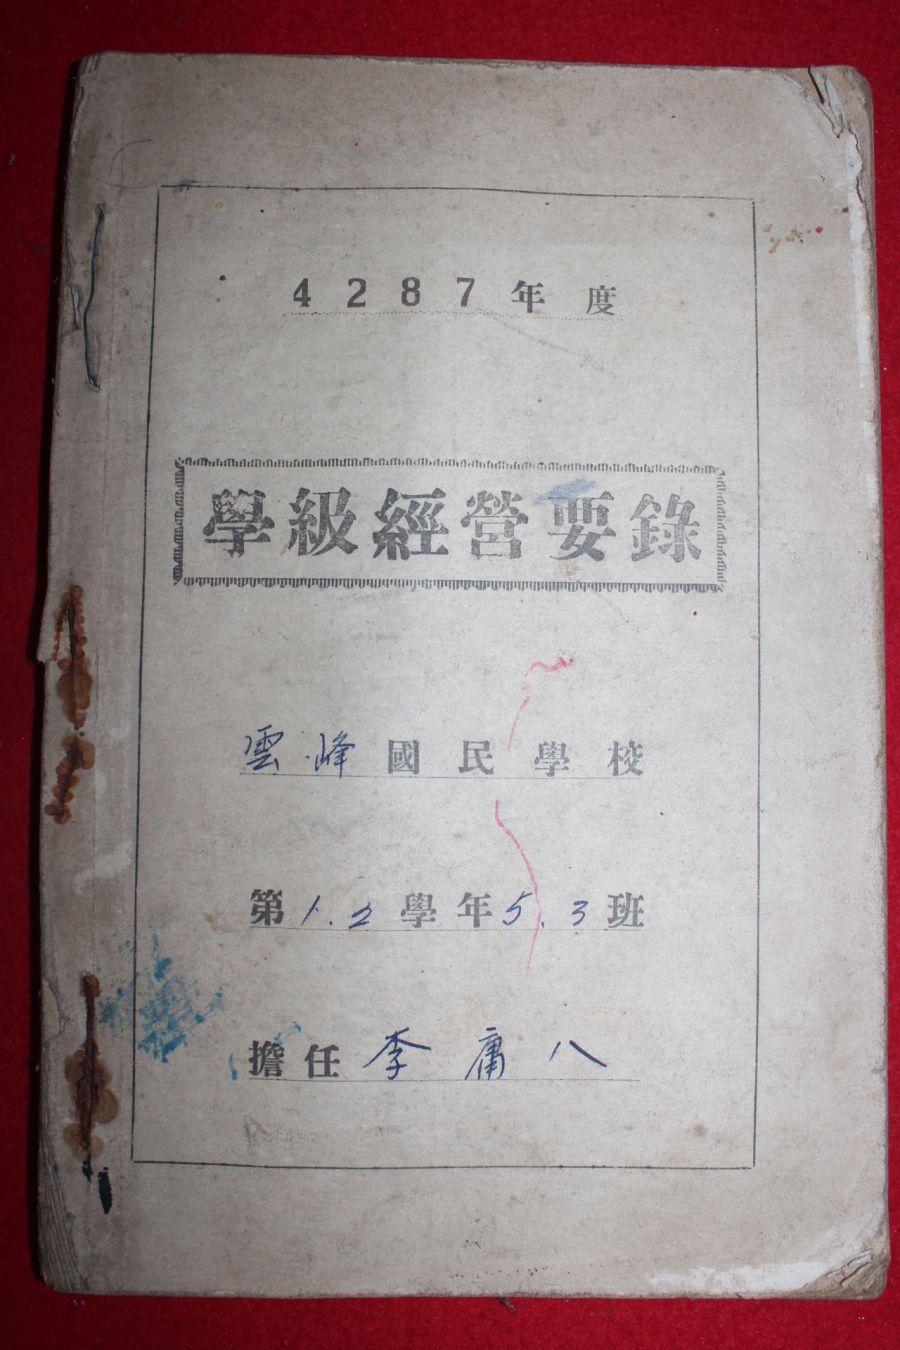 4287年度
學級經營要錄
雲峰國民學校
第1.2學年5.3班
擔任 李庸八